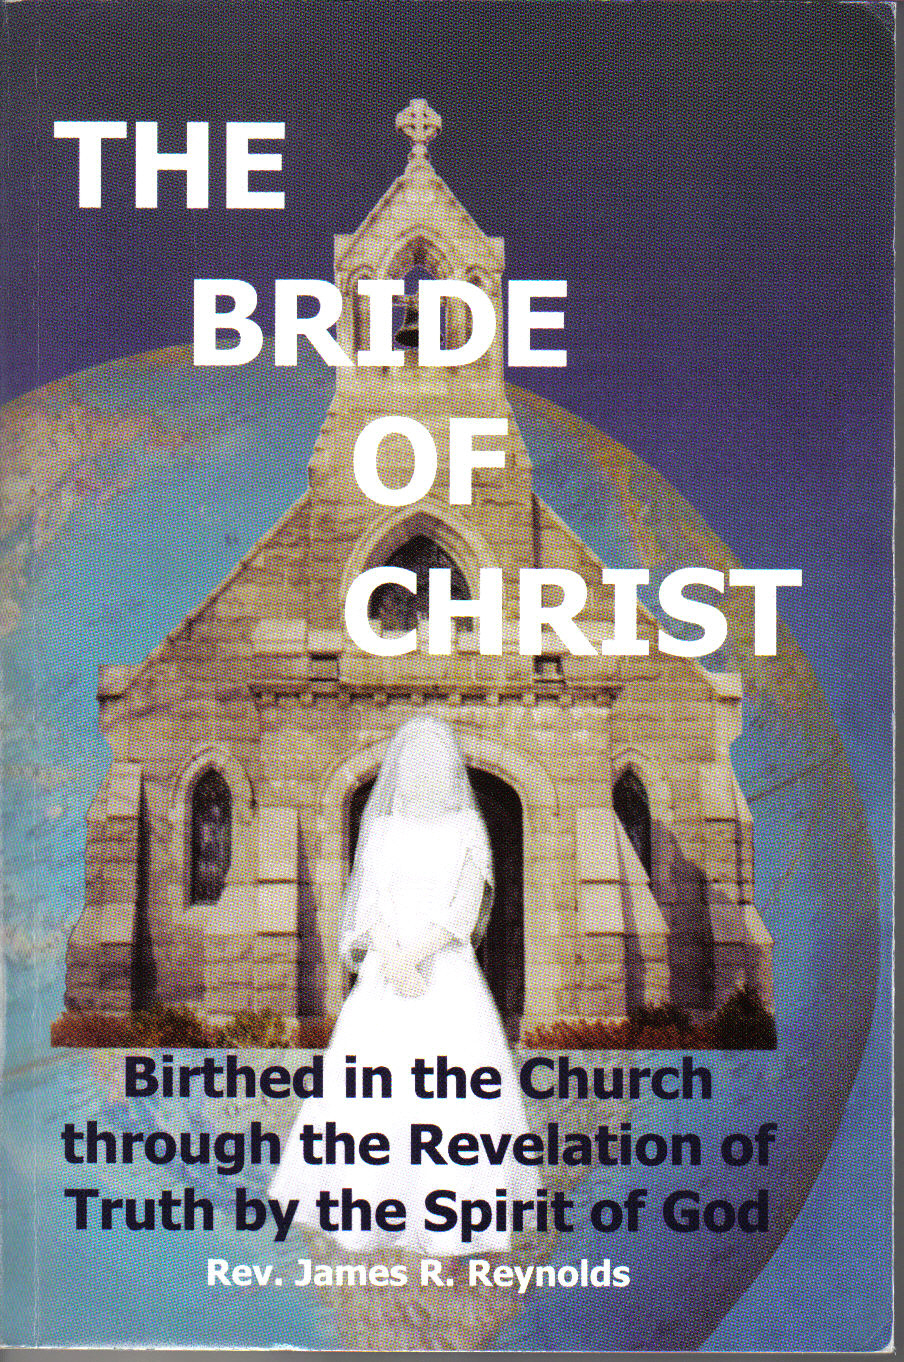 THE
BRIDE
OF
CHRIST
Birthed in the Church
through the Revelation of
Truth by the Spirit of God
Rev. James R. Reynolds